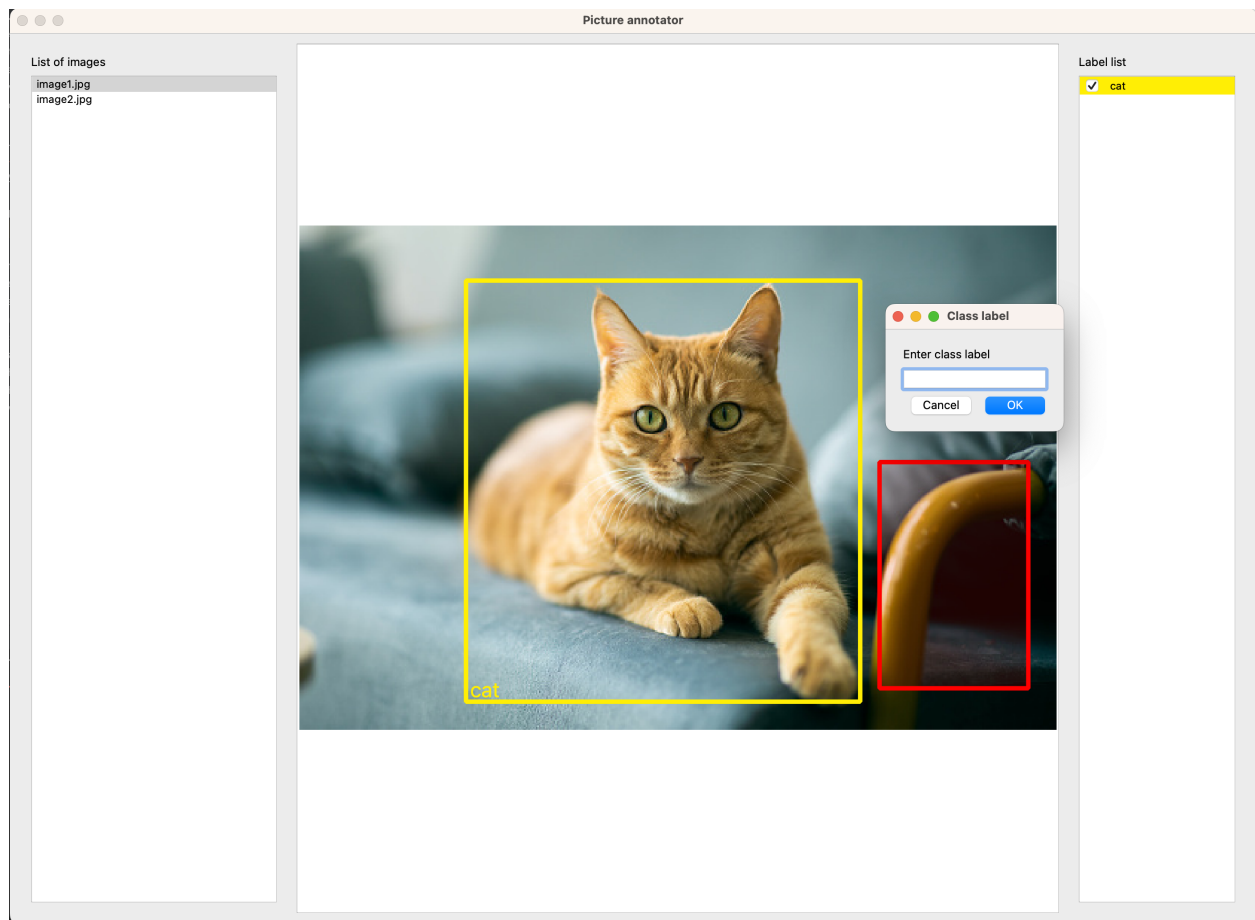 Picture annotator
List of images
image1.jpg
image2.jpg
Label list
cat
Class label
Enter class label
Cancel
OK
cat